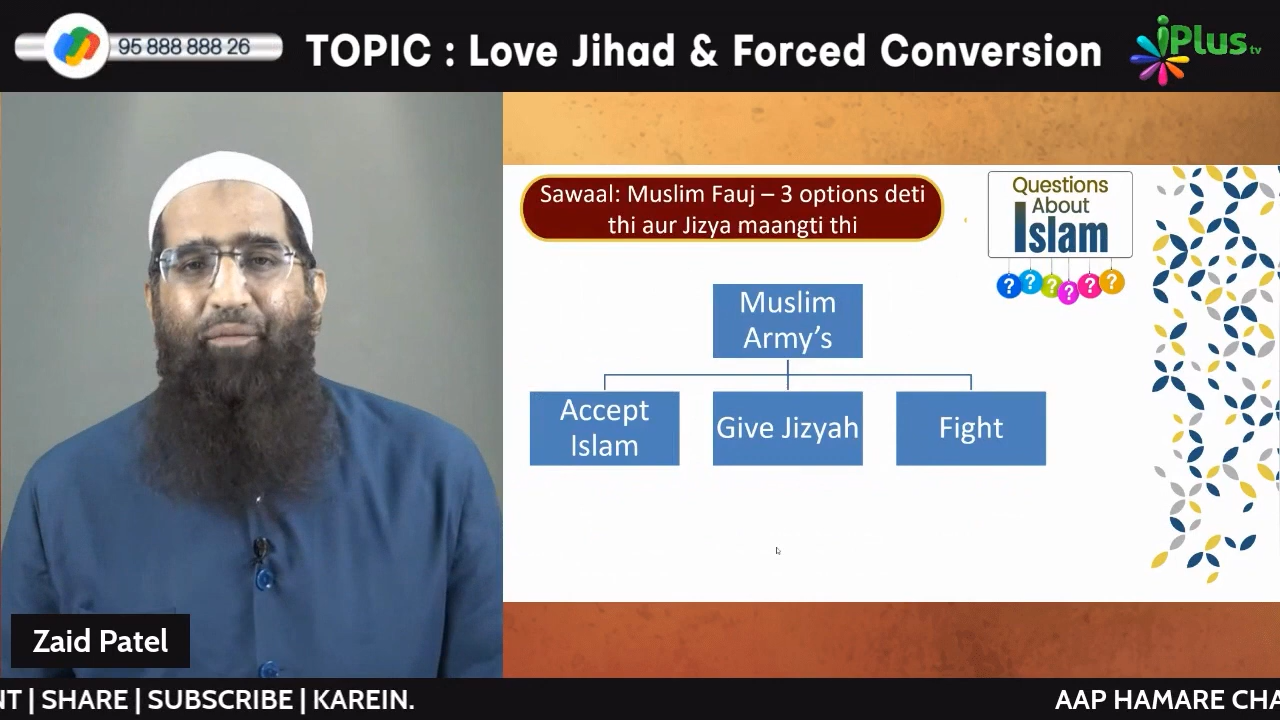 95 888 888 26
TOPIC : Love Jihad & Forced Conversion
iPlus tv
Sawaal: Muslim Fauj – 3 options deti
thi aur Jizya maangti thi
Questions
About
Islam
? ? ? ? ? ?
Muslim
Army’s
Accept
Islam
Give Jizyah
Fight
Zaid Patel
NT | SHARE | SUBSCRIBE | KAREIN.
AAP HAMARE CHA